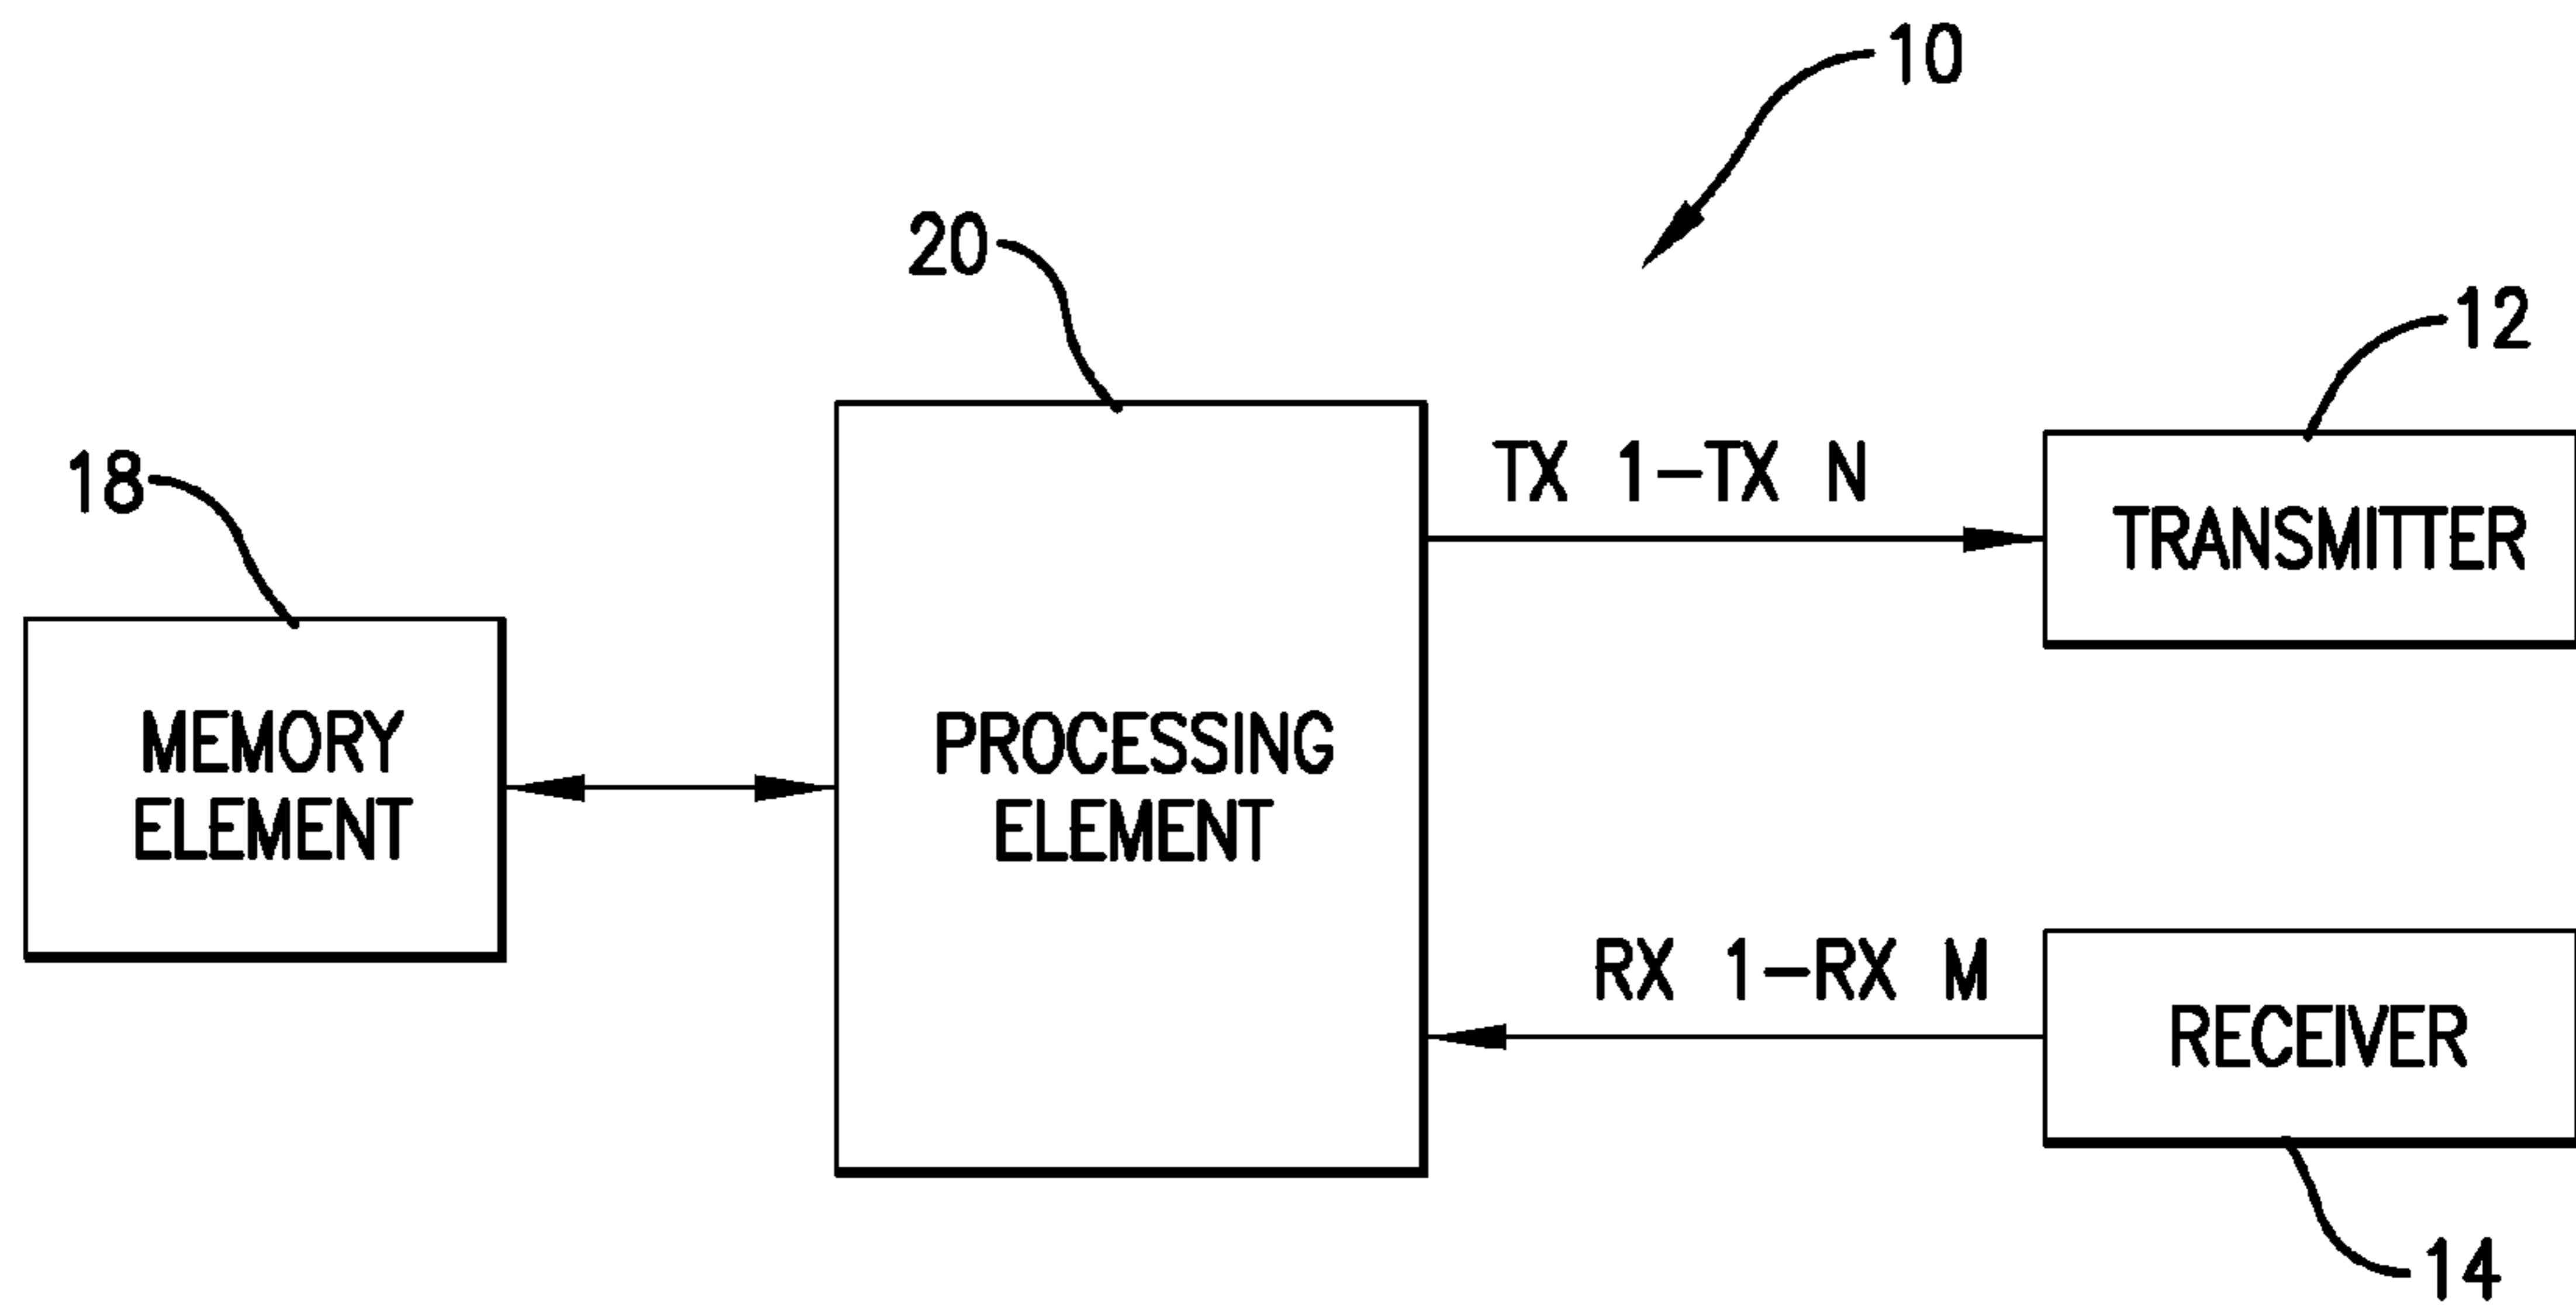 10
20
12
18
TX 1-TX N
TRANSMITTER
MEMORY
ELEMENT
PROCESSING
ELEMENT
RX 1-RX M
RECEIVER
14